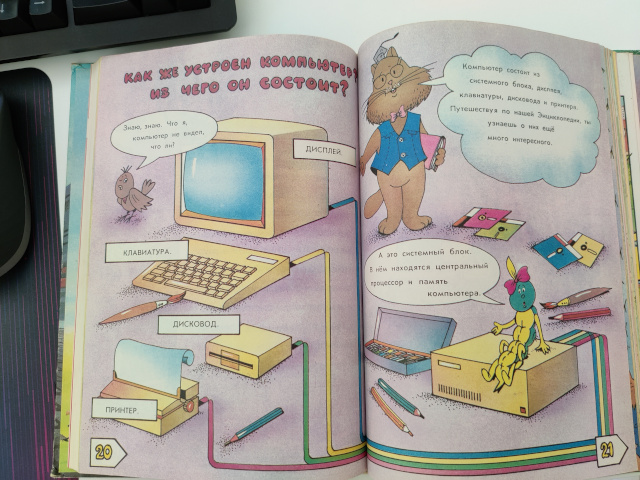 КАК ЖЕ УСТРОЕН КОМПЬЮТЕР?
ИЗ ЧЕГО ОН СОСТОИТ?
Знаю, знаю. Что я,
компьютер не видел,
что ли?
ДИСПЛЕЙ.
КЛАВИАТУРА.
ДИСКОВОД.
ПРИНТЕР.
20
Компьютер состоит из
системного блока, дисплея,
клавиатуры, дисковода и принтера.
Путешествуя по нашей Энциклопедии, ты
узнаешь о них ещё
много интересного.
А это системный блок.
В нём находятся центральный
процессор и память
компьютера.
21